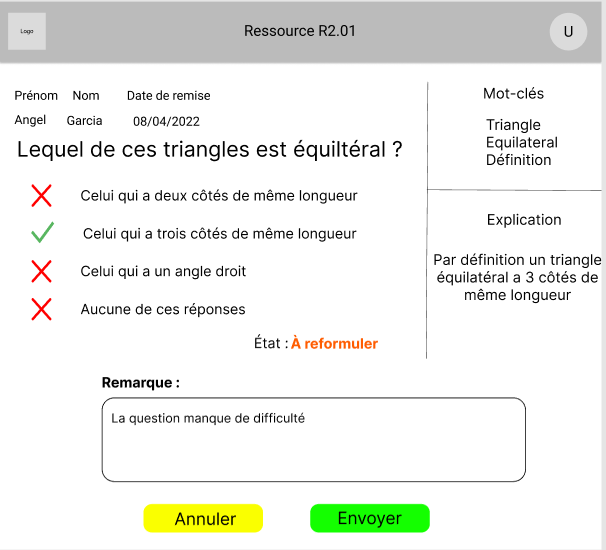 Logo
Ressource R2.01
U
Prénom Nom Date de remise
Angel Garcia 08/04/2022
Lequel de ces triangles est équiltéral ?
Celui qui a deux côtés de même longueur
Celui qui a trois côtés de même longueur
Celui qui a un angle droit
Aucune de ces réponses
État : À reformuler
Mot-clés
Triangle
Equilateral
Définition
Explication
Par définition un triangle
équilatéral a 3 côtés de
même longueur
Remarque :
La question manque de difficulté
Annuler
Envoyer